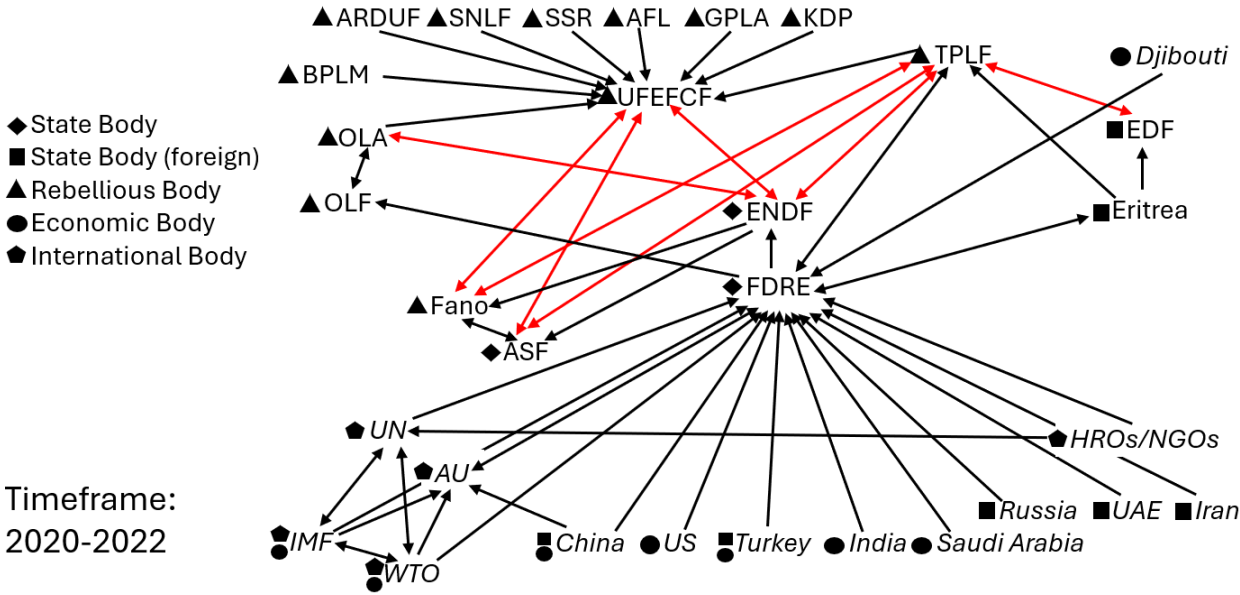 ARDUF SNLF SSR AFL GPLA KDP
TPLF Djibouti
BPLM
UFEFCF
State Body
OLA EDF
State Body (foreign)
Rebellious Body
OLF ENDF Eritrea
Economic Body
International Body
FDRE
Fano
ASF
UN HROs/NGOs
AU
Timeframe:
2020-2022
Russia UAE Iran
IMF China US Turkey India Saudi Arabia
WTO